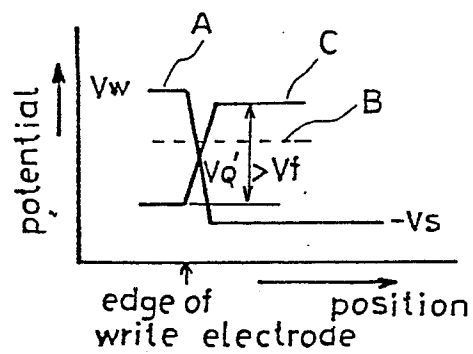 A
C
Vw
B
VQ' > Vf
-Vs
potential
edge of
write electrode
position